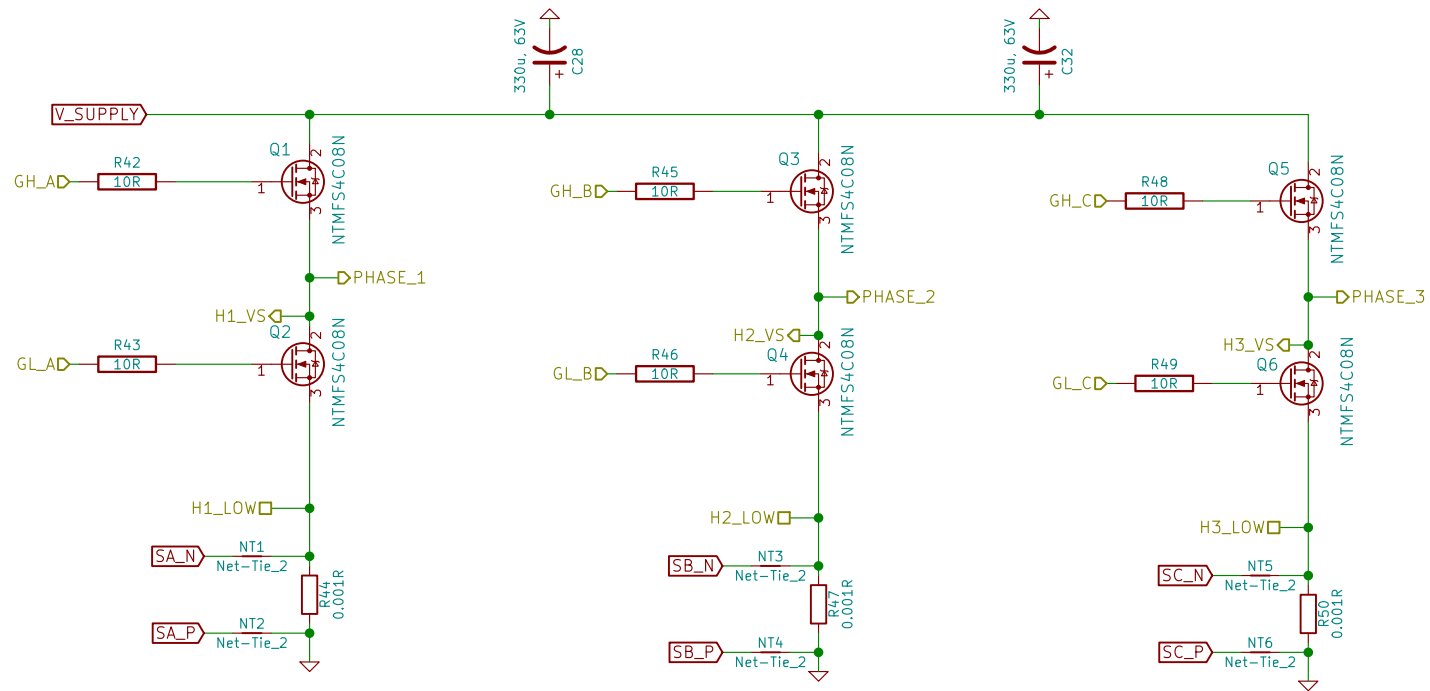 330u, 63V
C28
330u, 63V
C32
+
+
V_SUPPLY
Q1
2
NTMFS4C08N
R42
GH_A
10R
1
3
Q3
2
NTMFS4C08N
R45
GH_B
10R
1
3
Q5
2
NTMFS4C08N
R48
GH_C
10R
1
3
PHASE_1
PHASE_2
PHASE_3
H1_VS
Q2
2
NTMFS4C08N
R43
GL_A
10R
1
3
H2_VS
Q4
2
NTMFS4C08N
R46
GL_B
10R
1
3
H3_VS
Q6
2
NTMFS4C08N
R49
GL_C
10R
1
3
H1_LOW
H2_LOW
H3_LOW
NT1
SA_N
Net-Tie_2
R44
0.001R
NT2
SA_P
Net-Tie_2
NT3
SB_N
Net-Tie_2
R47
0.001R
NT4
SB_P
Net-Tie_2
NT5
SC_N
Net-Tie_2
R50
0.001R
NT6
SC_P
Net-Tie_2